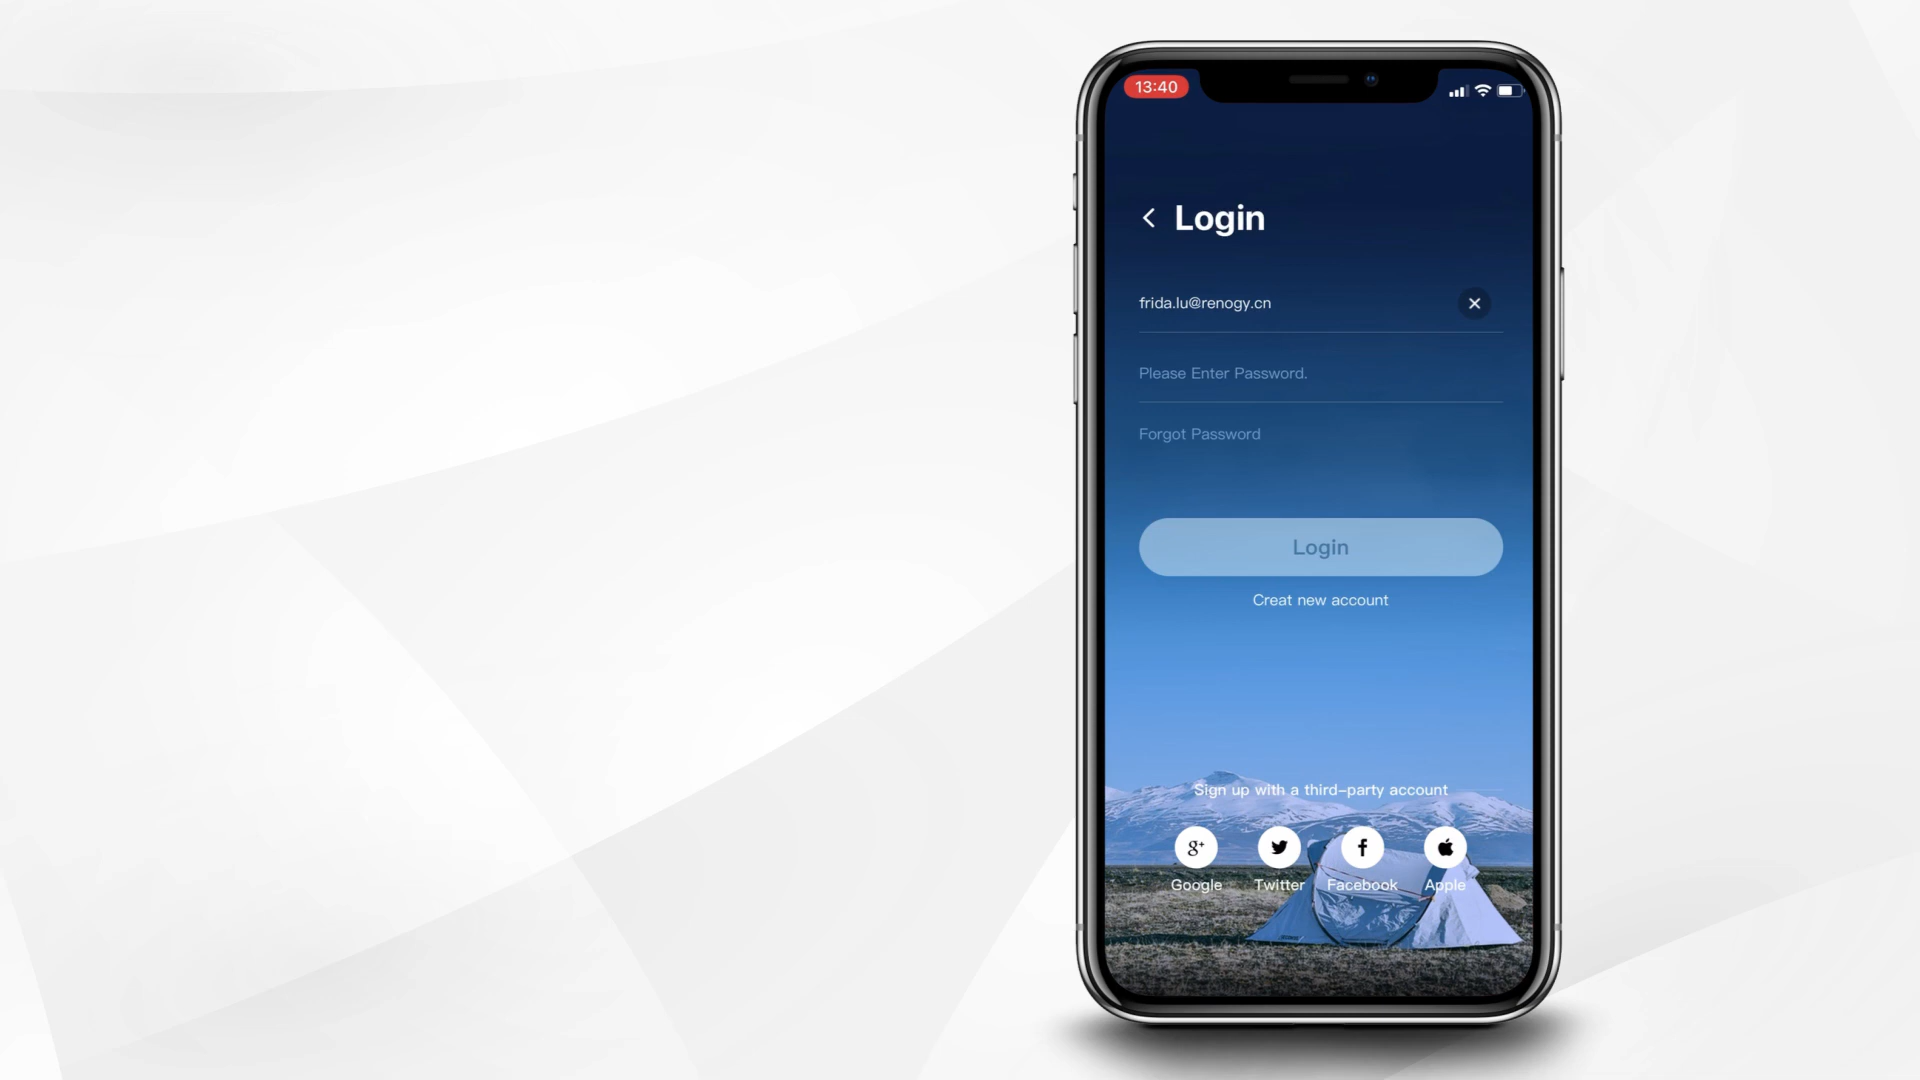 13:40
Login
frida.lu@renogy.cn
Please Enter Password.
Forgot Password
Login
Creat new account
Sign up with a third-party account
g+
Google Twitter Facebook Apple